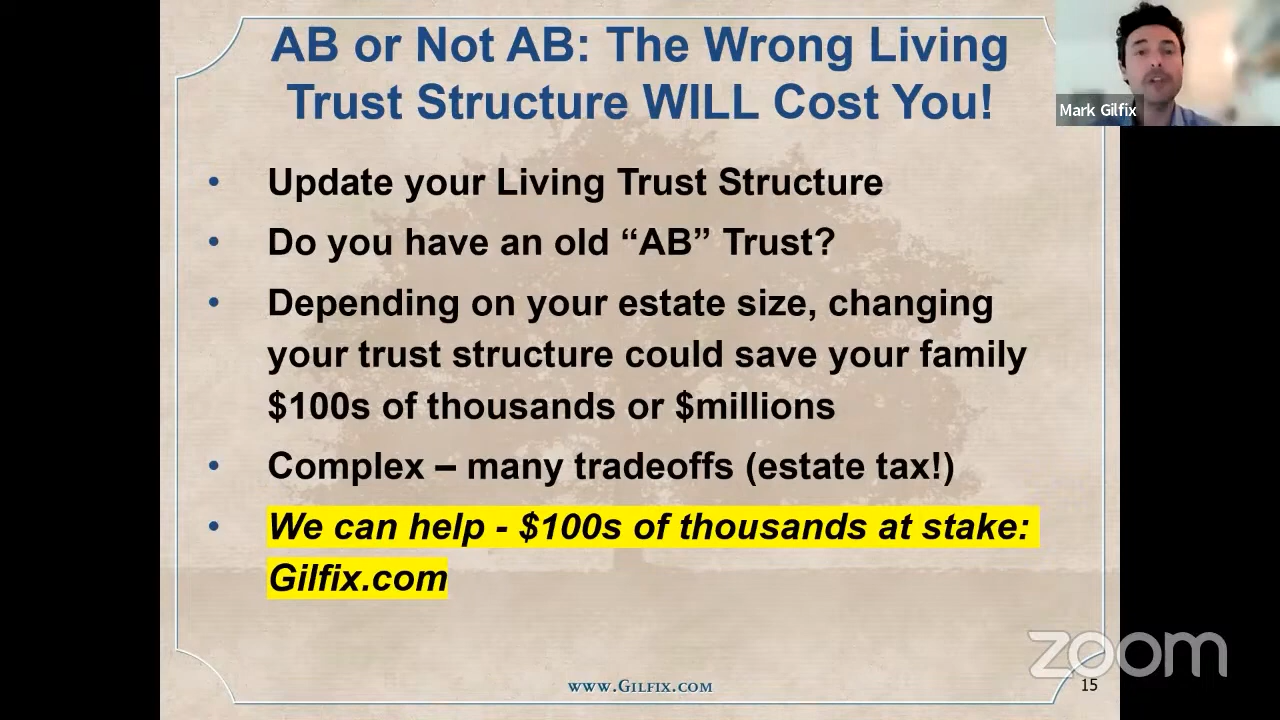 AB or Not AB: The Wrong Living
Trust Structure WILL Cost You!
Mark Gilfix
• Update your Living Trust Structure
• Do you have an old “AB” Trust?
• Depending on your estate size, changing
your trust structure could save your family
$100s of thousands or $millions
• Complex – many tradeoffs (estate tax!)
• We can help - $100s of thousands at stake:
Gilfix.com
zoom
www.Gilfix.com
15